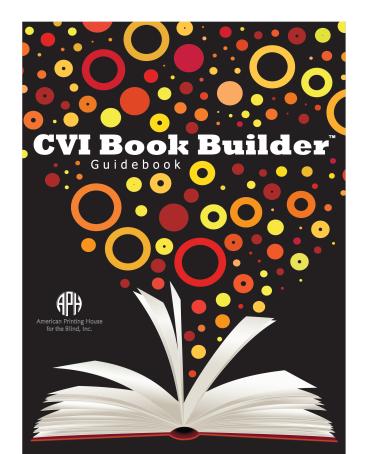 CVI Book Builder™
Guidebook
APH
American Printing House
for the Blind, Inc.